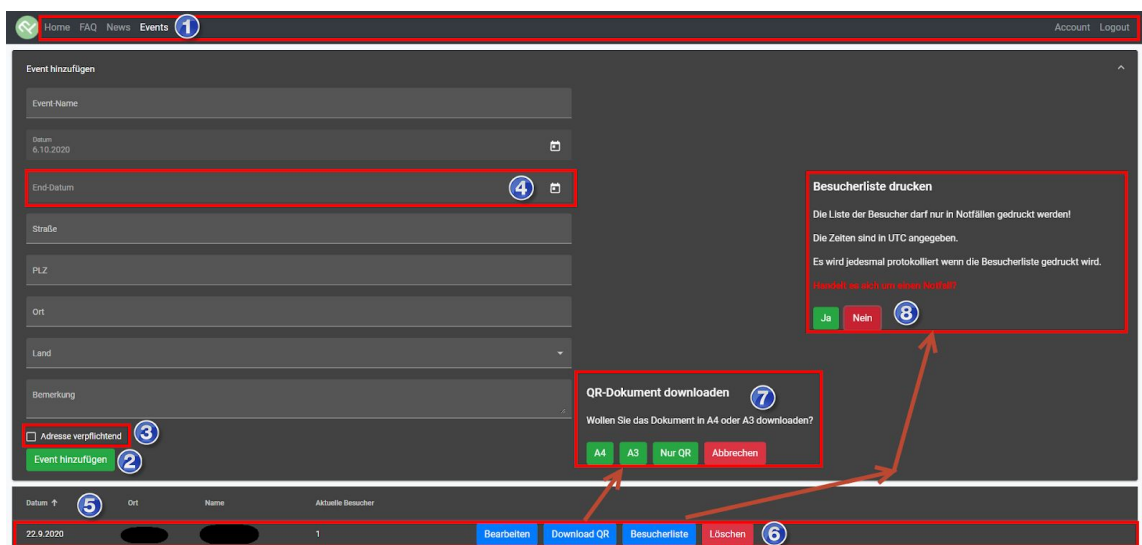 Home FAQ News Events 1 Account Logout
Event hinzufügen
Event-Name
Datum
6.10.2020
End-Datum 4
Straße
PLZ
Ort
Land
Bemerkung
3 Adresse verpflichtend
Event hinzufügen 2
Besucherliste drucken
Die Liste der Besucher darf nur in Notfällen gedruckt werden!
Die Zeiten sind in UTC angegeben.
Es wird jedesmal protokolliert wenn die Besucherliste gedruckt wird.
Handelt es sich um einen Notfall?
Ja Nein 8
QR-Dokument downloaden 7
Wollen Sie das Dokument in A4 oder A3 downloaden?
A4 A3 Nur QR Abbrechen
Datum ↑ 5 Ort Name Aktuelle Besucher
22.9.2020 1 Bearbeiten Download QR Besucherliste Löschen 6